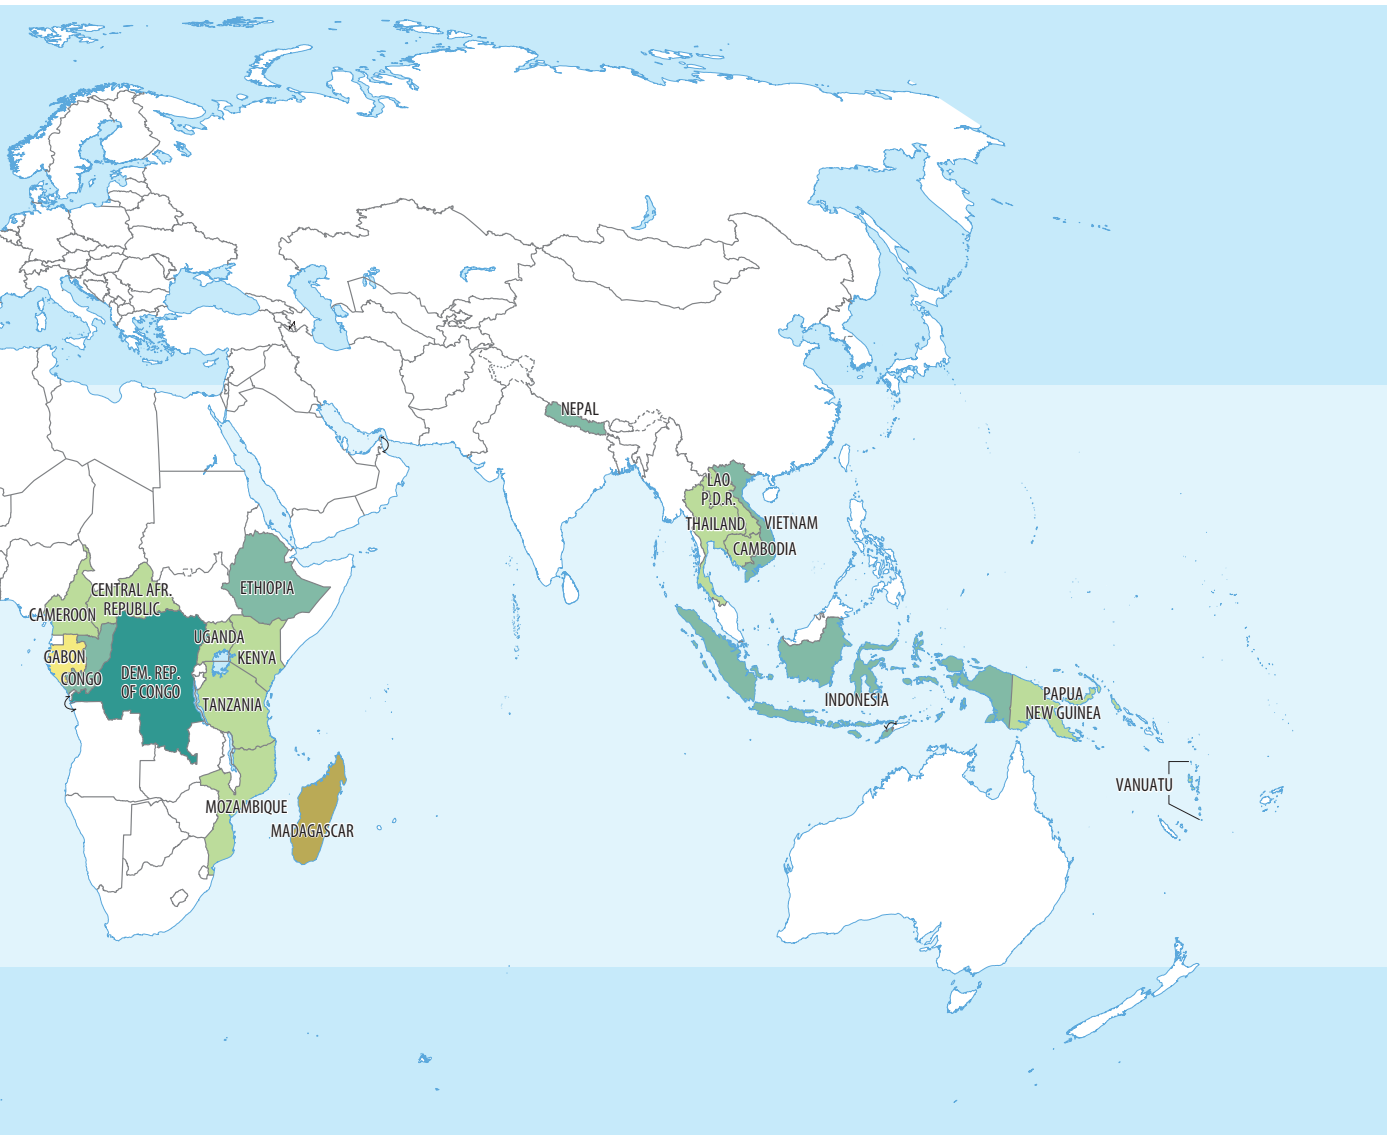 NEPAL
LAO
P.D.R.
THAILAND
VIETNAM
CAMBODIA
ETHIOPIA
CENTRAL AFR.
REPUBLIC
CAMEROON
UGANDA
GABON
KENYA
CONGO
DEM. REP.
OF CONGO
TANZANIA
INDONESIA
PAPUA
NEW GUINEA
VANUATU
MOZAMBIQUE
MADAGASCAR